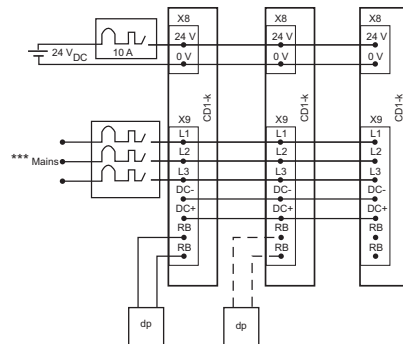 X8
X8
X8
24 V DC
10 A
24 V
24 V
24 V
0 V
0 V
0 V
CD1-k
CD1-k
CD1-k
X9
X9
X9
*** Mains
L1
L1
L1
L2
L2
L2
L3
L3
L3
DC-
DC-
DC-
DC+
DC+
DC+
RB
RB
RB
RB
RB
RB
dp
dp